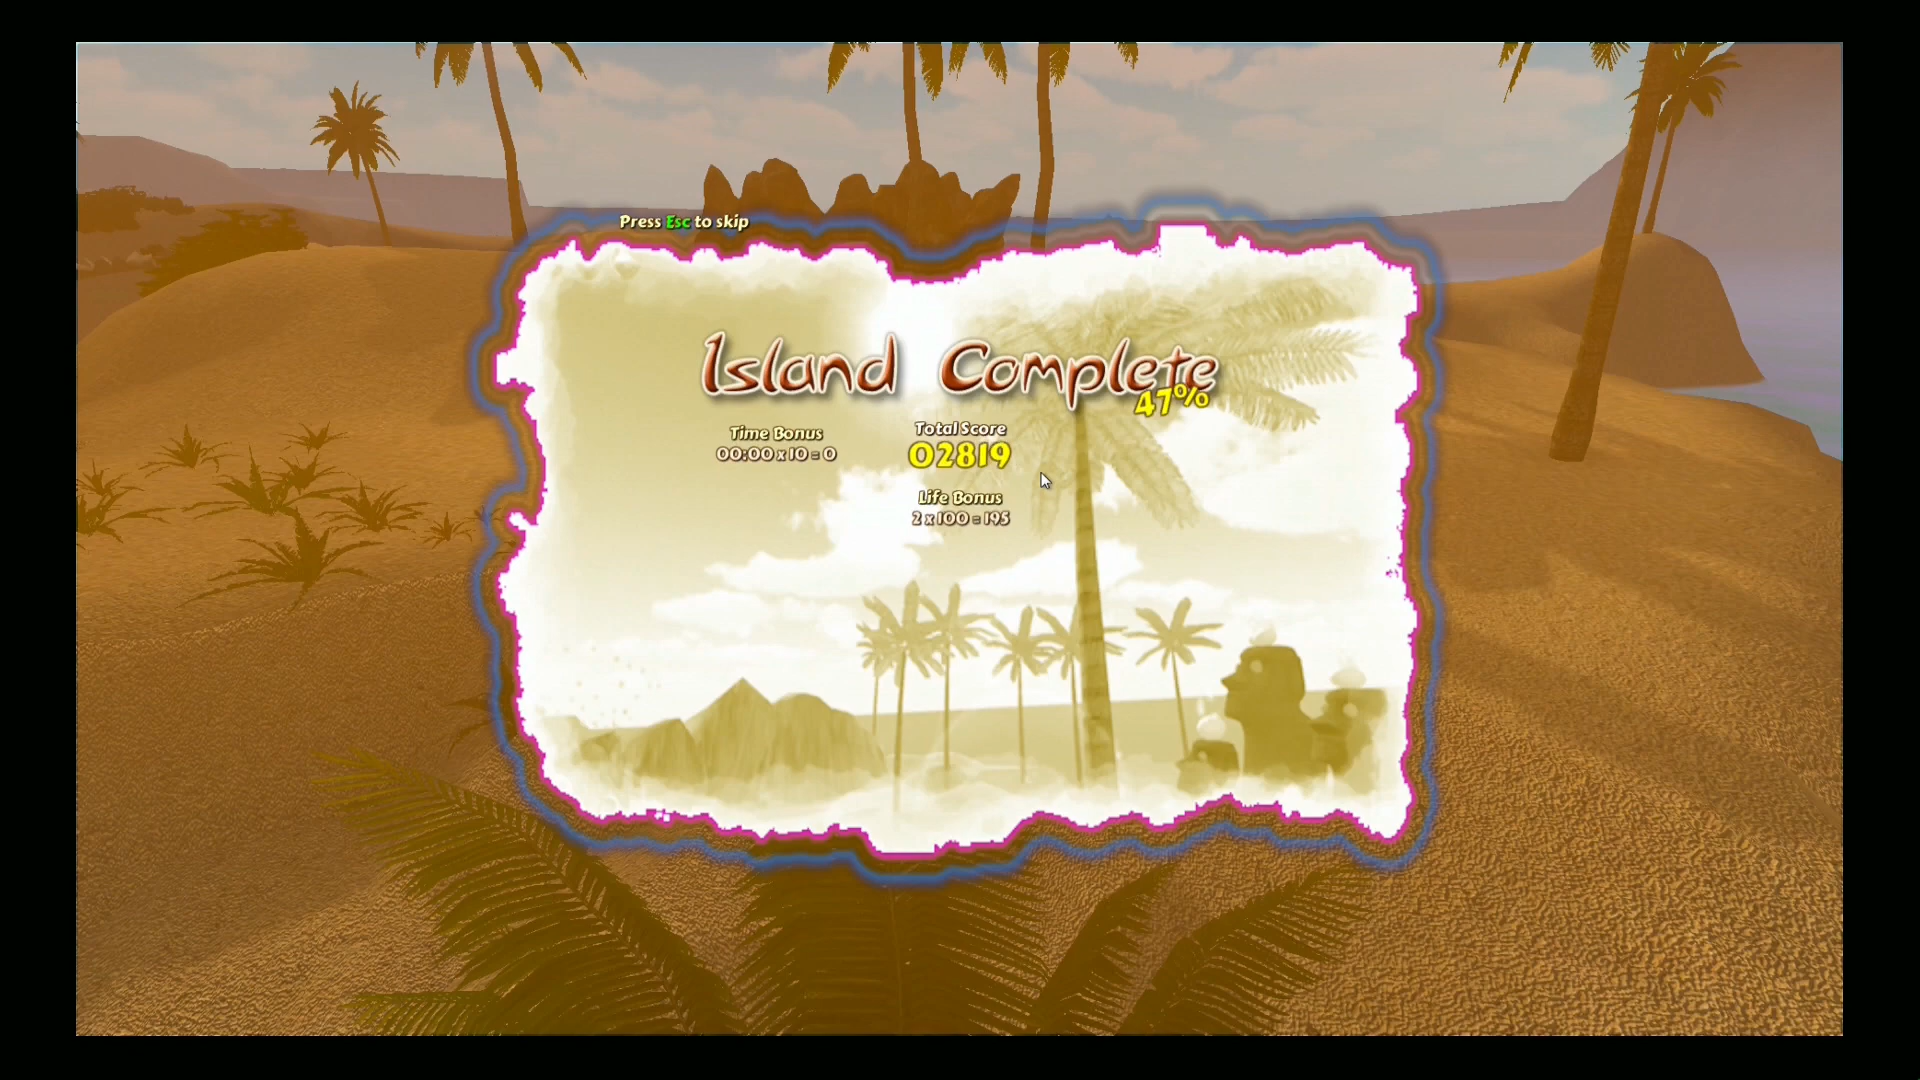 Press Esc to skip
Island Complete
47%
Time Bonus
00:00 x 10 = 0
Total Score
02819
Life Bonus
2 x 100 = 195